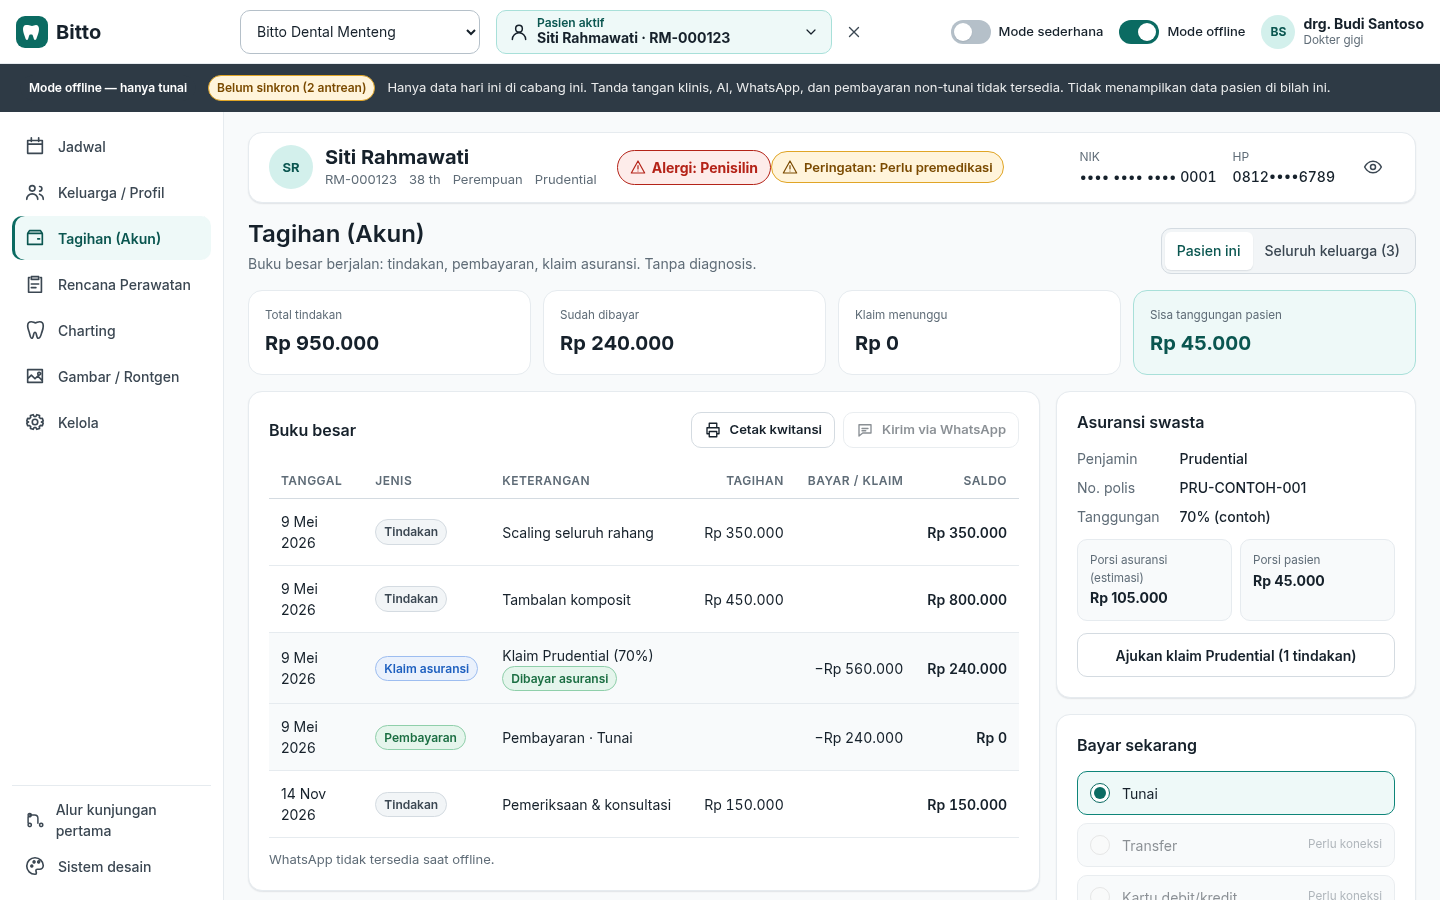 Bitto
Bitto Dental Menteng
Pasien aktif
Siti Rahmawati · RM-000123
Mode sederhana
Mode offline
BS
drg. Budi Santoso
Dokter gigi
Mode offline — hanya tunai
Belum sinkron (2 antrean)
Hanya data hari ini di cabang ini. Tanda tangan klinis, AI, WhatsApp, dan pembayaran non-tunai tidak tersedia. Tidak menampilkan data pasien di bilah ini.
Jadwal
Keluarga / Profil
Tagihan (Akun)
Rencana Perawatan
Charting
Gambar / Rontgen
Kelola
Alur kunjungan
pertama
Sistem desain
SR
Siti Rahmawati
RM-000123 38 th Perempuan Prudential
Alergi: Penisilin
Peringatan: Perlu premedikasi
NIK
•••• •••• •••• 0001
HP
0812••••6789
Tagihan (Akun)
Buku besar berjalan: tindakan, pembayaran, klaim asuransi. Tanpa diagnosis.
Pasien ini
Seluruh keluarga (3)
Total tindakan
Rp 950.000
Sudah dibayar
Rp 240.000
Klaim menunggu
Rp 0
Sisa tanggungan pasien
Rp 45.000
Buku besar
Cetak kwitansi
Kirim via WhatsApp
TANGGAL JENIS KETERANGAN TAGIHAN BAYAR / KLAIM SALDO
9 Mei
2026
Tindakan
Scaling seluruh rahang
Rp 350.000
Rp 350.000
9 Mei
2026
Tindakan
Tambalan komposit
Rp 450.000
Rp 800.000
9 Mei
2026
Klaim asuransi
Klaim Prudential (70%)
Dibayar asuransi
−Rp 560.000
Rp 240.000
9 Mei
2026
Pembayaran
Pembayaran · Tunai
−Rp 240.000
Rp 0
14 Nov
2026
Tindakan
Pemeriksaan & konsultasi
Rp 150.000
Rp 150.000
WhatsApp tidak tersedia saat offline.
Asuransi swasta
Penjamin Prudential
No. polis PRU-CONTOH-001
Tanggungan 70% (contoh)
Porsi asuransi
(estimasi)
Rp 105.000
Porsi pasien
Rp 45.000
Ajukan klaim Prudential (1 tindakan)
Bayar sekarang
Tunai
Transfer Perlu koneksi
Kartu debit/kredit Perlu koneksi